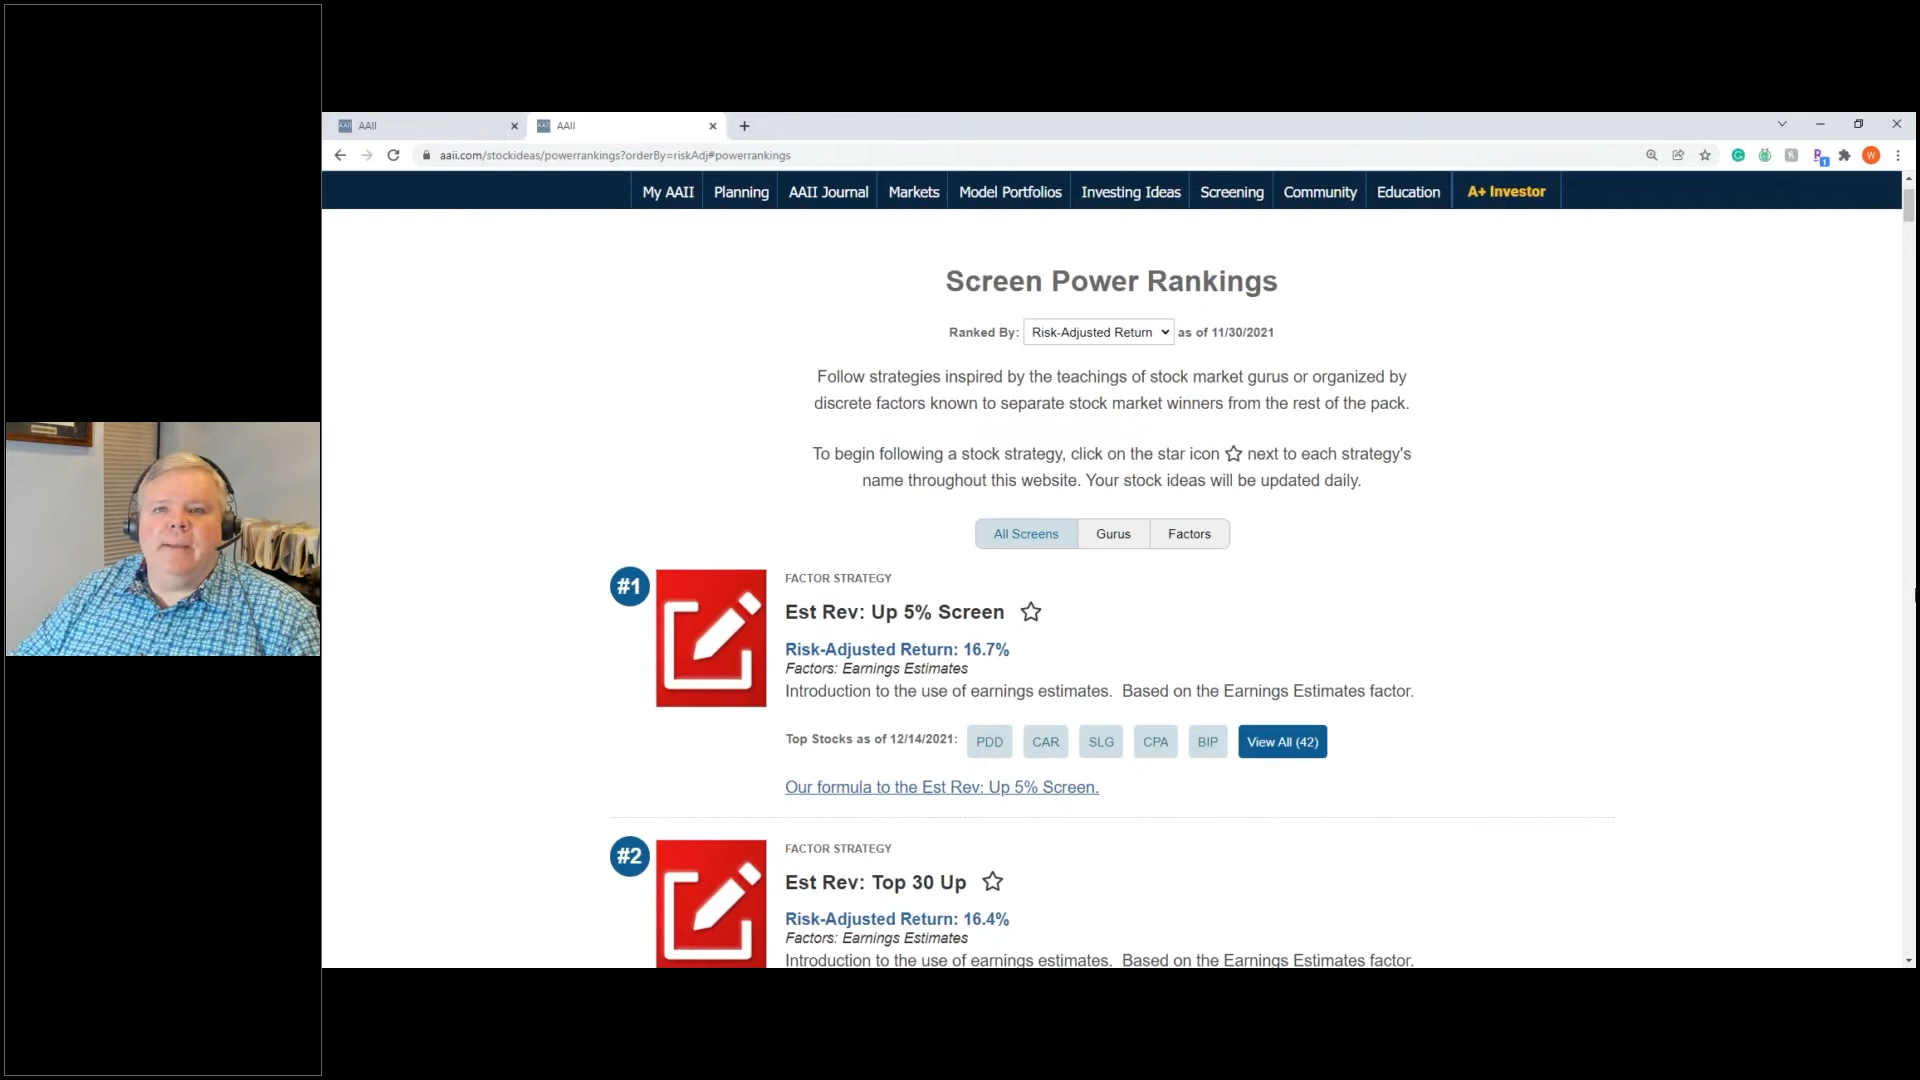 AAII
AAII
aaii.com/stockideas/powerrankings?orderBy=riskAdj#powerrankings
W
1
My AAII
Planning
AAII Journal
Markets
Model Portfolios
Investing Ideas
Screening
Community
Education
A+ Investor
Screen Power Rankings
Ranked By: Risk-Adjusted Return as of 11/30/2021
Follow strategies inspired by the teachings of stock market gurus or organized by
discrete factors known to separate stock market winners from the rest of the pack.
To begin following a stock strategy, click on the star icon next to each strategy's
name throughout this website. Your stock ideas will be updated daily.
All Screens
Gurus
Factors
#1
FACTOR STRATEGY
Est Rev: Up 5% Screen
Risk-Adjusted Return: 16.7%
Factors: Earnings Estimates
Introduction to the use of earnings estimates. Based on the Earnings Estimates factor.
Top Stocks as of 12/14/2021: PDD CAR SLG CPA BIP View All (42)
Our formula to the Est Rev: Up 5% Screen.
#2
FACTOR STRATEGY
Est Rev: Top 30 Up
Risk-Adjusted Return: 16.4%
Factors: Earnings Estimates
Introduction to the use of earnings estimates. Based on the Earnings Estimates factor.